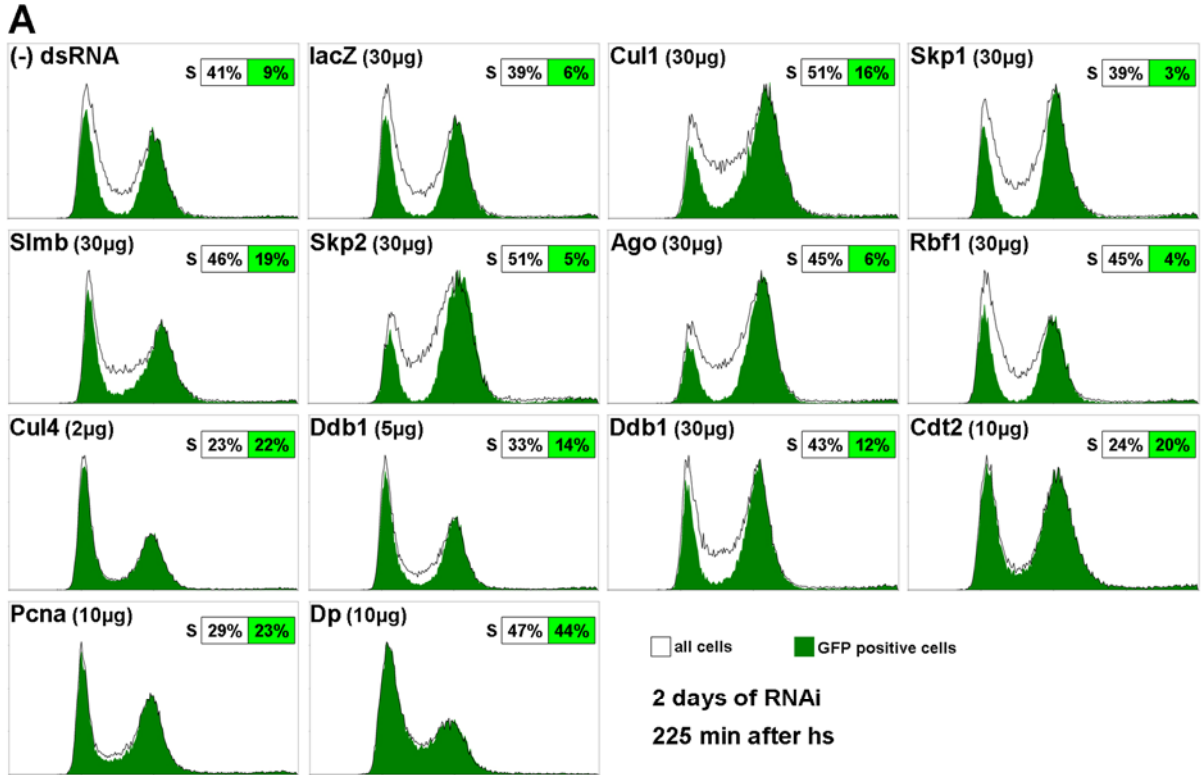 A
(-) dsRNA
S 41% 9%
lacZ (30µg)
S 39% 6%
Cul1 (30µg)
S 51% 16%
Skp1 (30µg)
S 39% 3%
Slmb (30µg)
S 46% 19%
Skp2 (30µg)
S 51% 5%
Ago (30µg)
S 45% 6%
Rbf1 (30µg)
S 45% 4%
Cul4 (2µg)
S 23% 22%
Ddb1 (5µg)
S 33% 14%
Ddb1 (30µg)
S 43% 12%
Cdt2 (10µg)
S 24% 20%
Pcna (10µg)
S 29% 23%
Dp (10µg)
S 47% 44%
all cells GFP positive cells
2 days of RNAi
225 min after hs